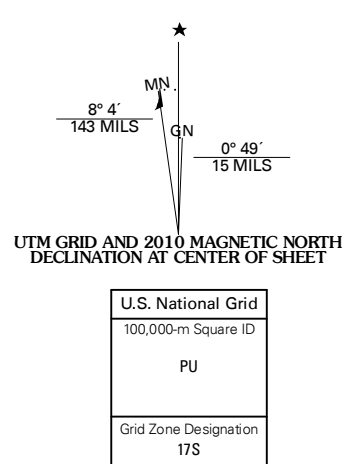 ★
MN
8° 4´
143 MILS
GN
0° 49´
15 MILS
UTM GRID AND 2010 MAGNETIC NORTH
DECLINATION AT CENTER OF SHEET
U.S. National Grid
100,000-m Square ID
PU
Grid Zone Designation
17S